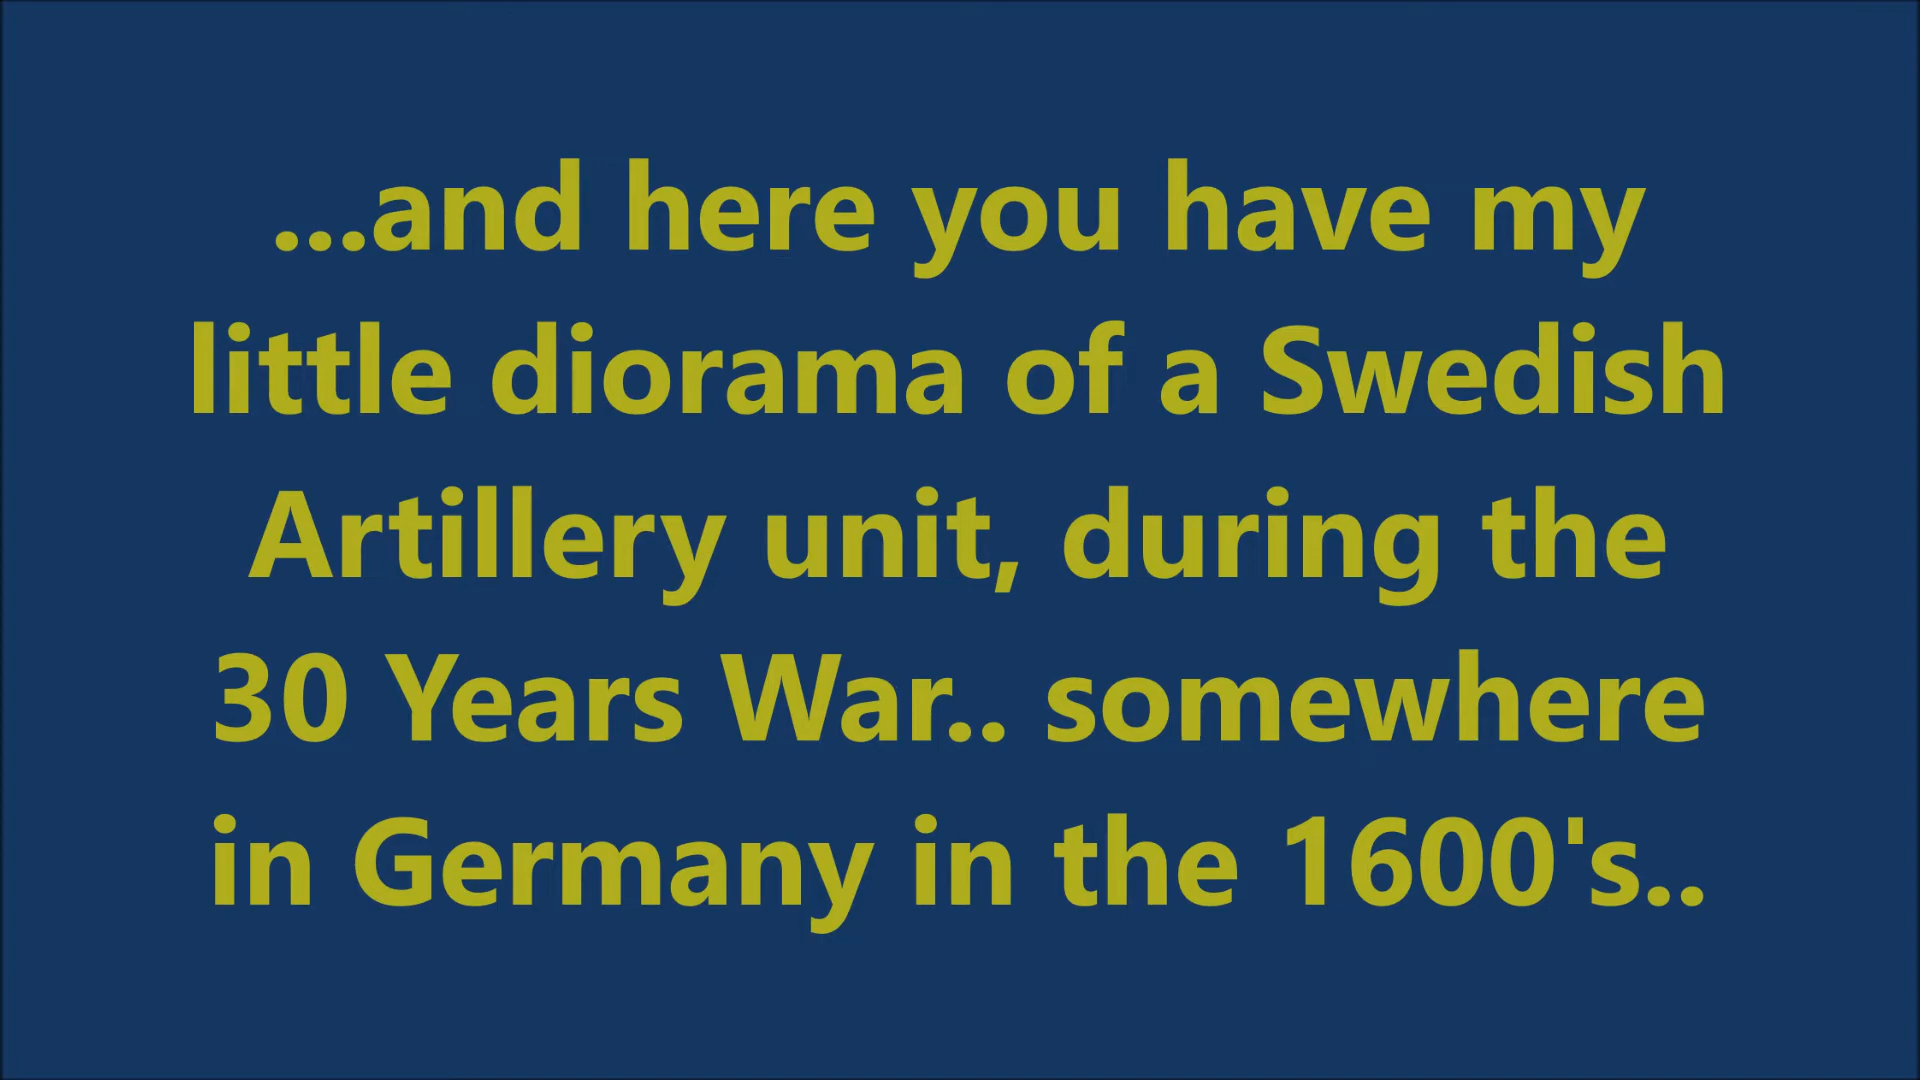 ...and here you have my
little diorama of a Swedish
Artillery unit, during the
30 Years War.. somewhere
in Germany in the 1600's..